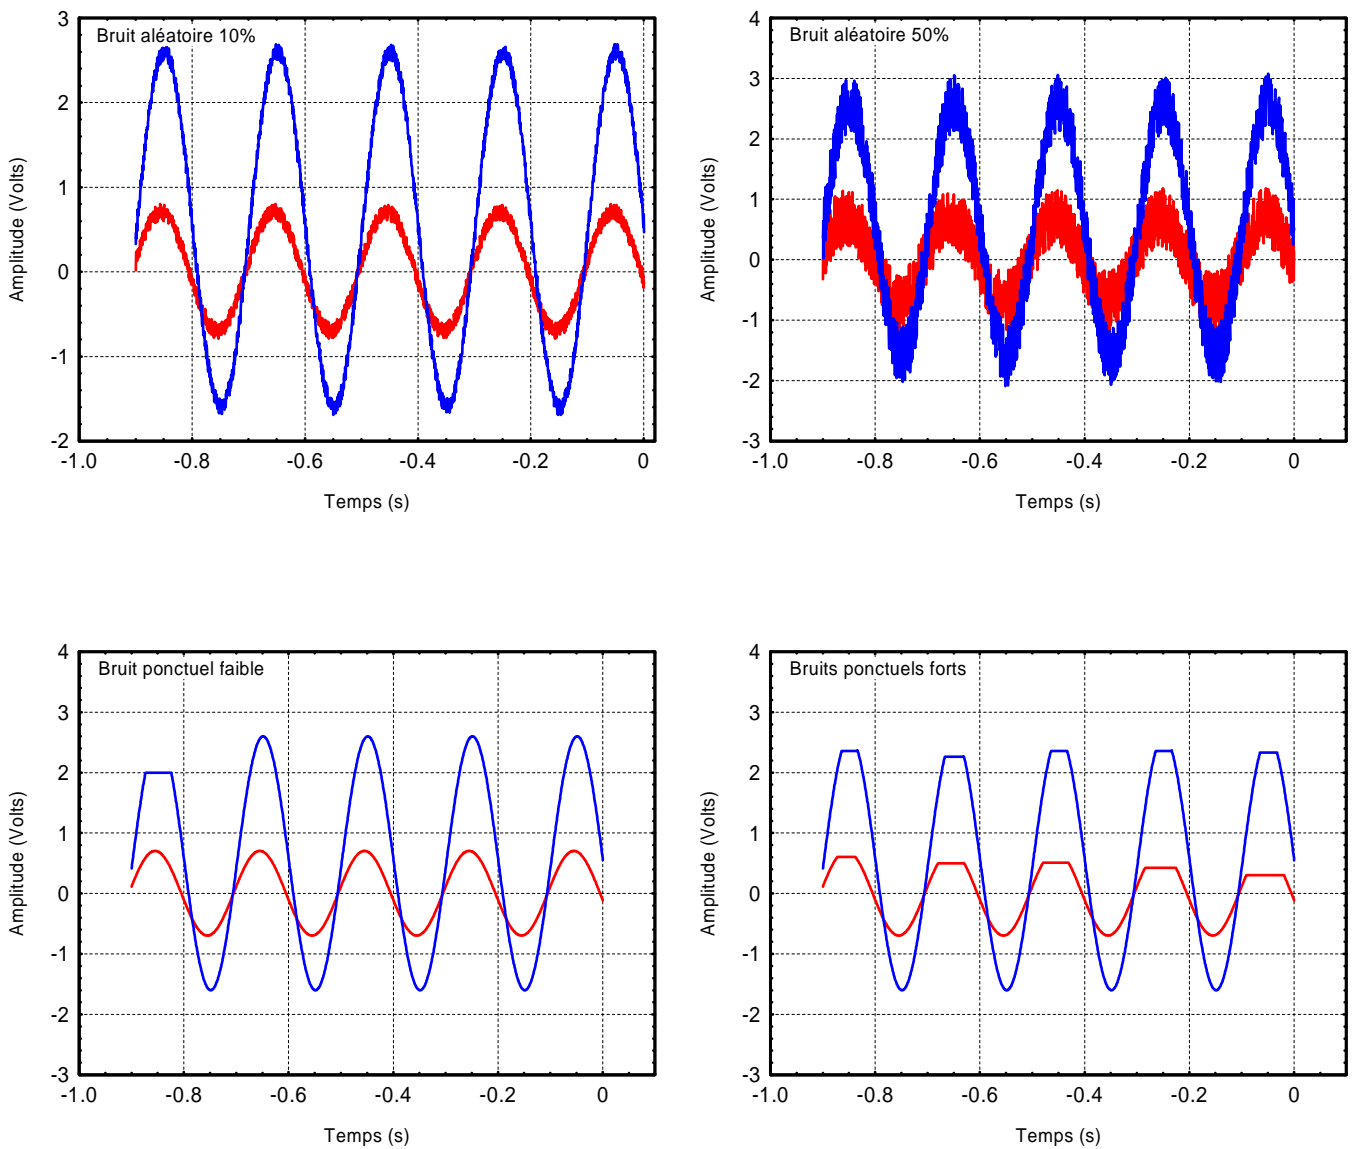 Bruit aléatoire 10%
3
2
1
0
-1
-2
Amplitude (Volts)
-1.0 -0.8 -0.6 -0.4 -0.2 0
Temps (s)
Bruit aléatoire 50%
4
3
2
1
0
-1
-2
-3
Amplitude (Volts)
-1.0 -0.8 -0.6 -0.4 -0.2 0
Temps (s)
Bruit ponctuel faible
4
3
2
1
0
-1
-2
-3
Amplitude (Volts)
-1.0 -0.8 -0.6 -0.4 -0.2 0
Temps (s)
Bruits ponctuels forts
4
3
2
1
0
-1
-2
-3
Amplitude (Volts)
-1.0 -0.8 -0.6 -0.4 -0.2 0
Temps (s)